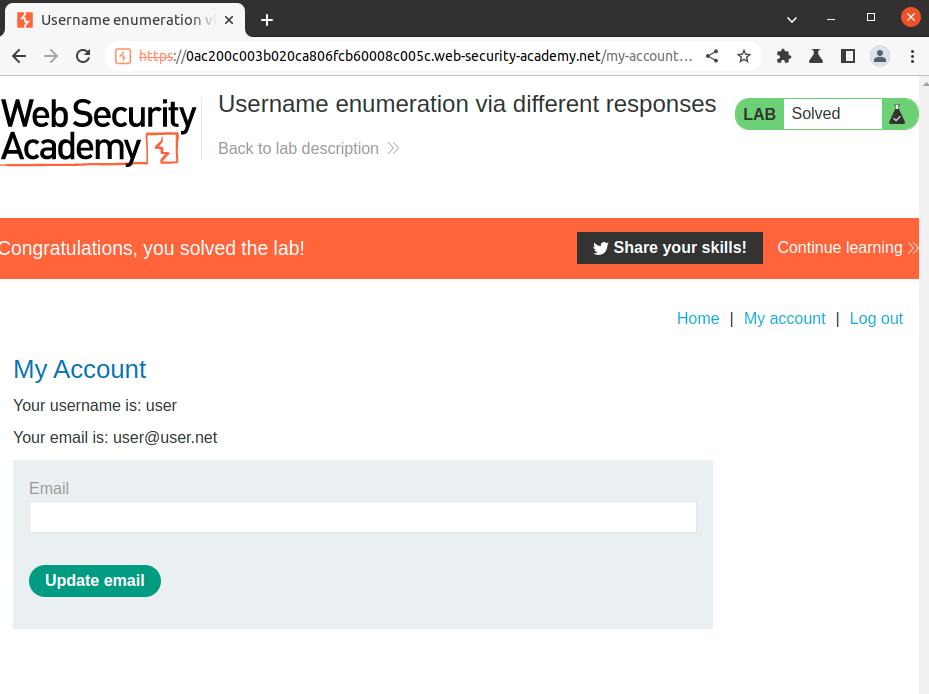 Username enumeration vi
https://0ac200c003b020ca806fcb60008c005c.web-security-academy.net/my-account...
Web Security
Academy
Username enumeration via different responses
Back to lab description
LAB Solved
Congratulations, you solved the lab!
Share your skills!
Continue learning
Home | My account | Log out
My Account
Your username is: user
Your email is: user@user.net
Email
Update email